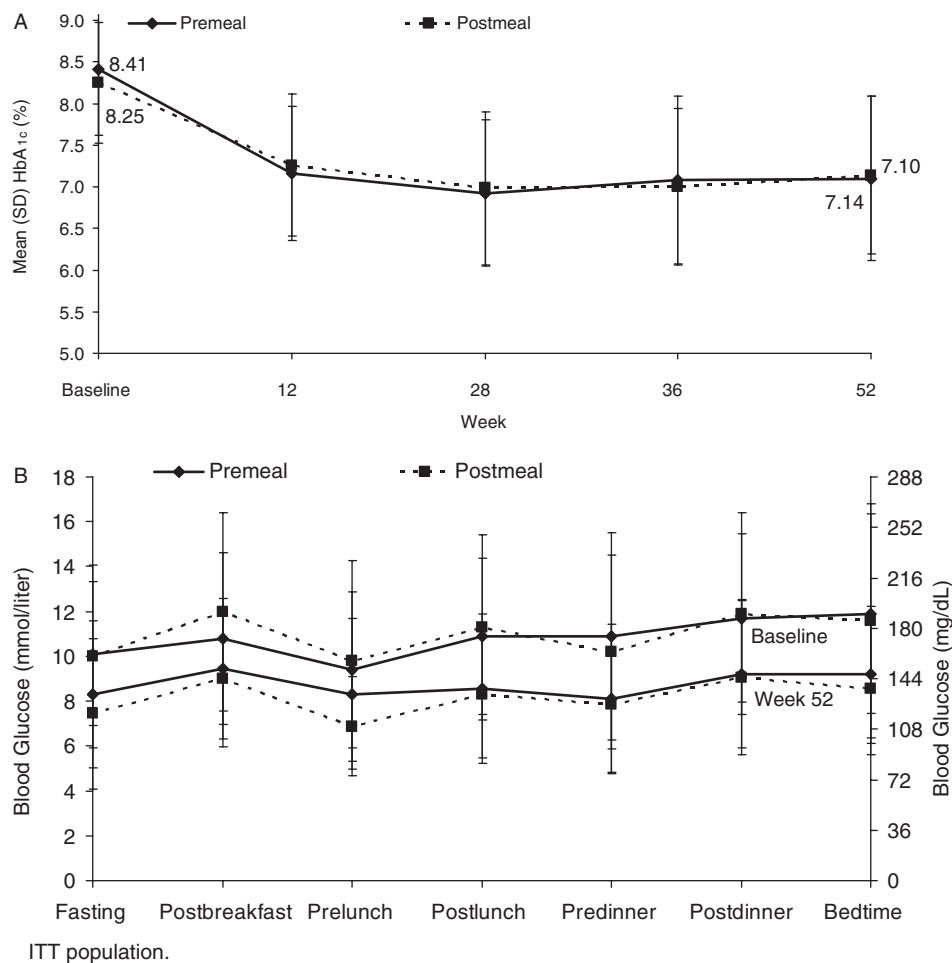 A
Premeal
Postmeal
Mean (SD) HbA1c (%)
9.0
8.5
8.0
7.5
7.0
6.5
6.0
5.5
5.0
8.41
8.25
7.10
7.14
Baseline
12
28
36
52
Week
B
Premeal
Postmeal
Blood Glucose (mmol/liter)
18
16
14
12
10
8
6
4
2
0
Baseline
Week 52
288
252
216
180
144
108
72
36
0
Blood Glucose (mg/dL)
Fasting
Postbreakfast
Prelunch
Postlunch
Predinner
Postdinner
Bedtime
ITT population.